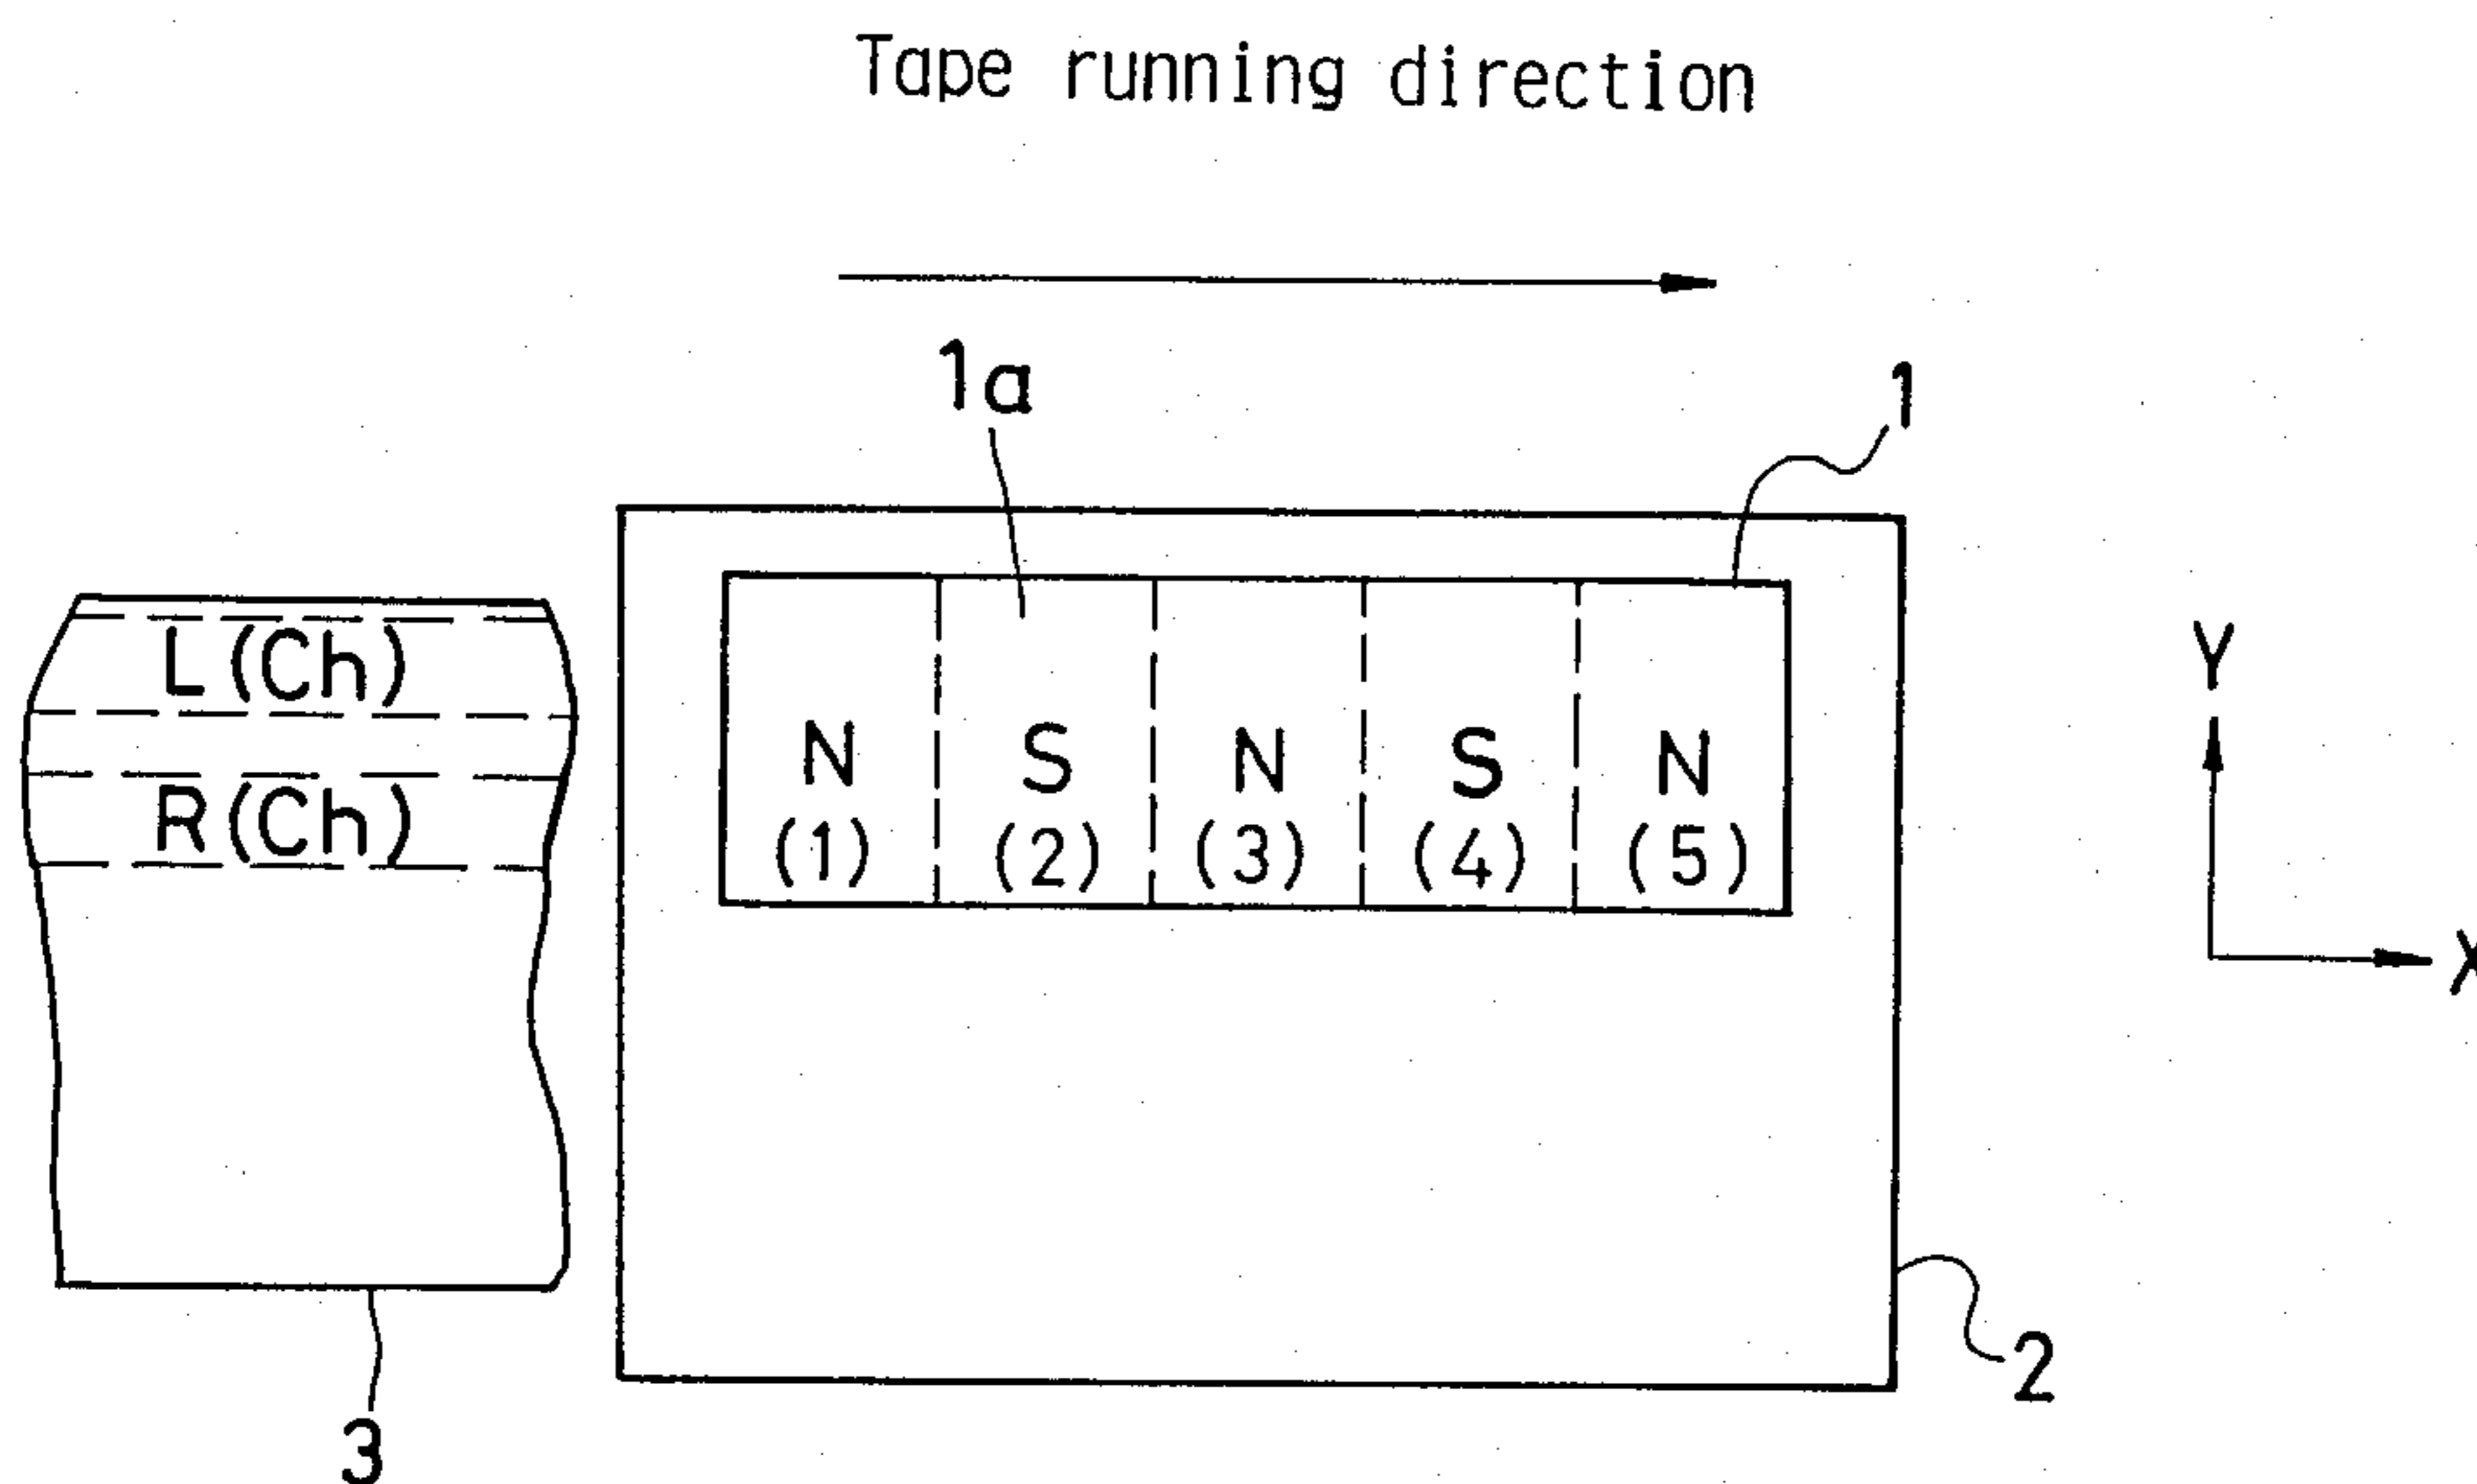 Tape running direction
1a
1
L(Ch)
R(Ch)
N S N S N
(1) (2) (3) (4) (5)
Y
X
2
3